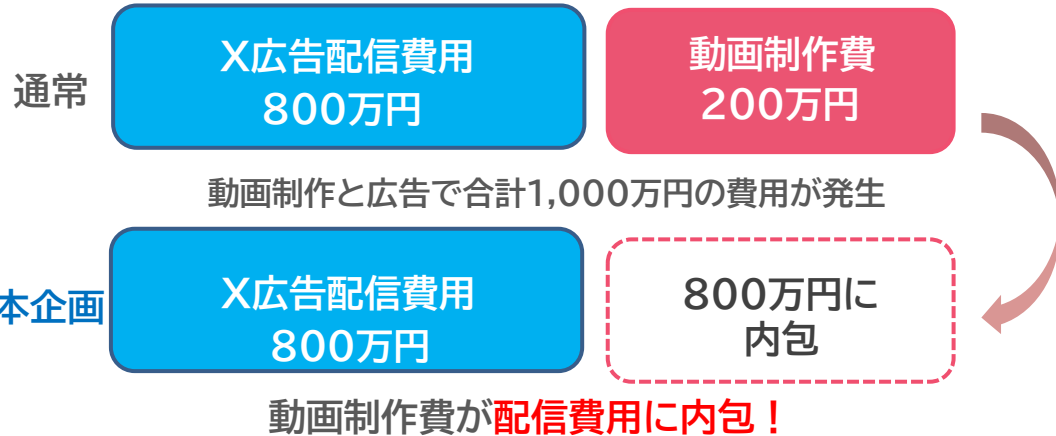 通常
X広告配信費用
800万円
動画制作費
200万円
動画制作と広告で合計1,000万円の費用が発生
本企画
X広告配信費用
800万円
800万円に
内包
動画制作費が配信費用に内包！